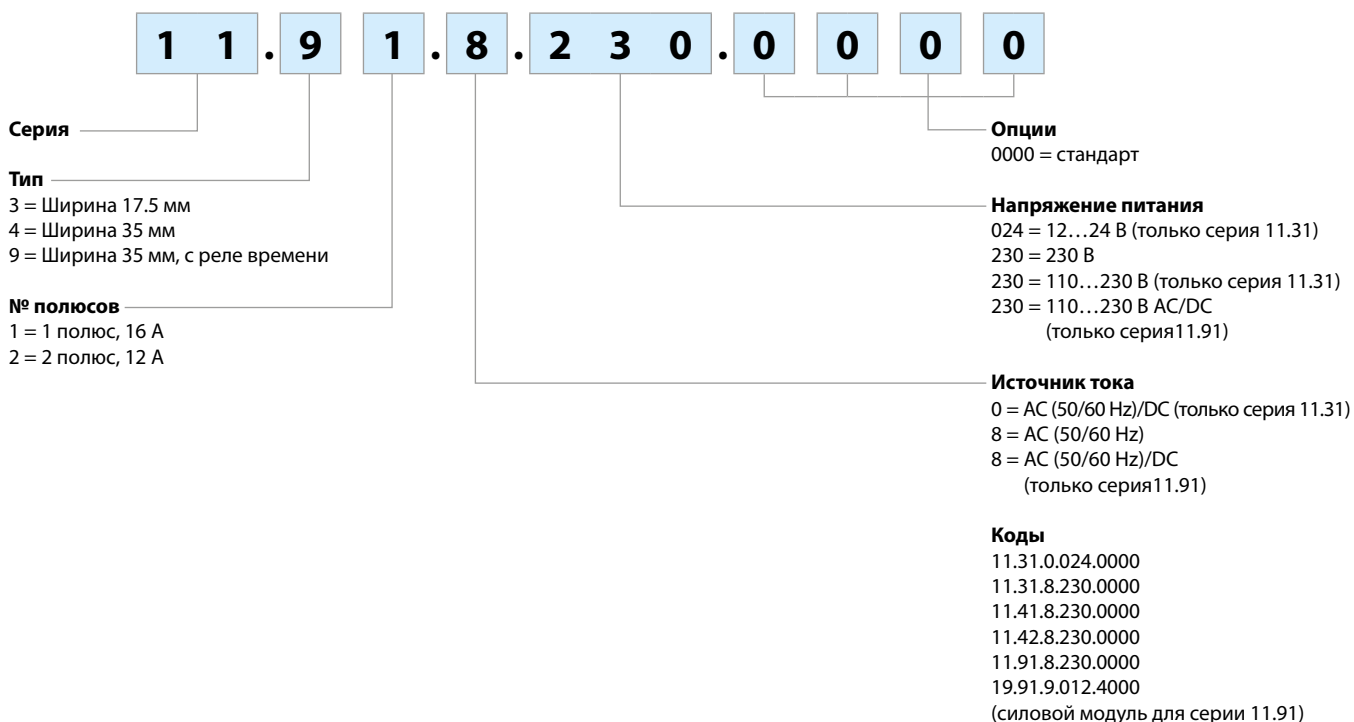 1 1 . 9 1 . 8 . 2 3 0 . 0 0 0 0
Серия
Тип
3 = Ширина 17.5 мм
4 = Ширина 35 мм
9 = Ширина 35 мм, с реле времени
№ полюсов
1 = 1 полюс, 16 A
2 = 2 полюс, 12 A
Опции
0000 = стандарт
Напряжение питания
024 = 12…24 В (только серия 11.31)
230 = 230 В
230 = 110…230 В (только серия 11.31)
230 = 110…230 В AC/DC
(только серия11.91)
Источник тока
0 = AC (50/60 Hz)/DC (только серия 11.31)
8 = AC (50/60 Hz)
8 = AC (50/60 Hz)/DC
(только серия11.91)
Коды
11.31.0.024.0000
11.31.8.230.0000
11.41.8.230.0000
11.42.8.230.0000
11.91.8.230.0000
19.91.9.012.4000
(силовой модуль для серии 11.91)